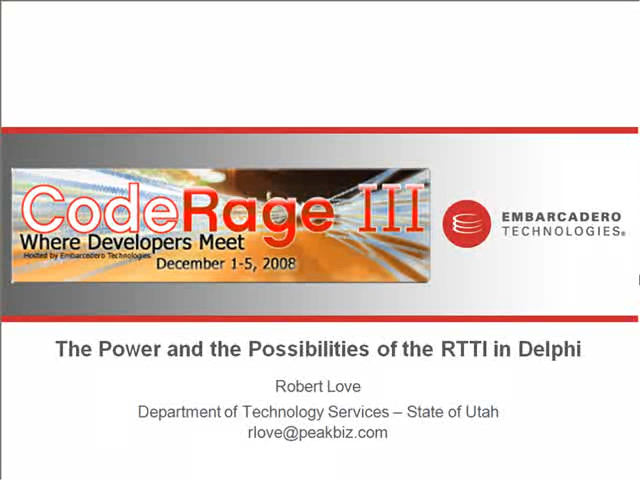 CodeRage III
Where Developers Meet
Hosted by Embarcadero Technologies
December 1-5, 2008
EMBARCADERO
TECHNOLOGIES®
The Power and the Possibilities of the RTTI in Delphi
Robert Love
Department of Technology Services – State of Utah
rlove@peakbiz.com